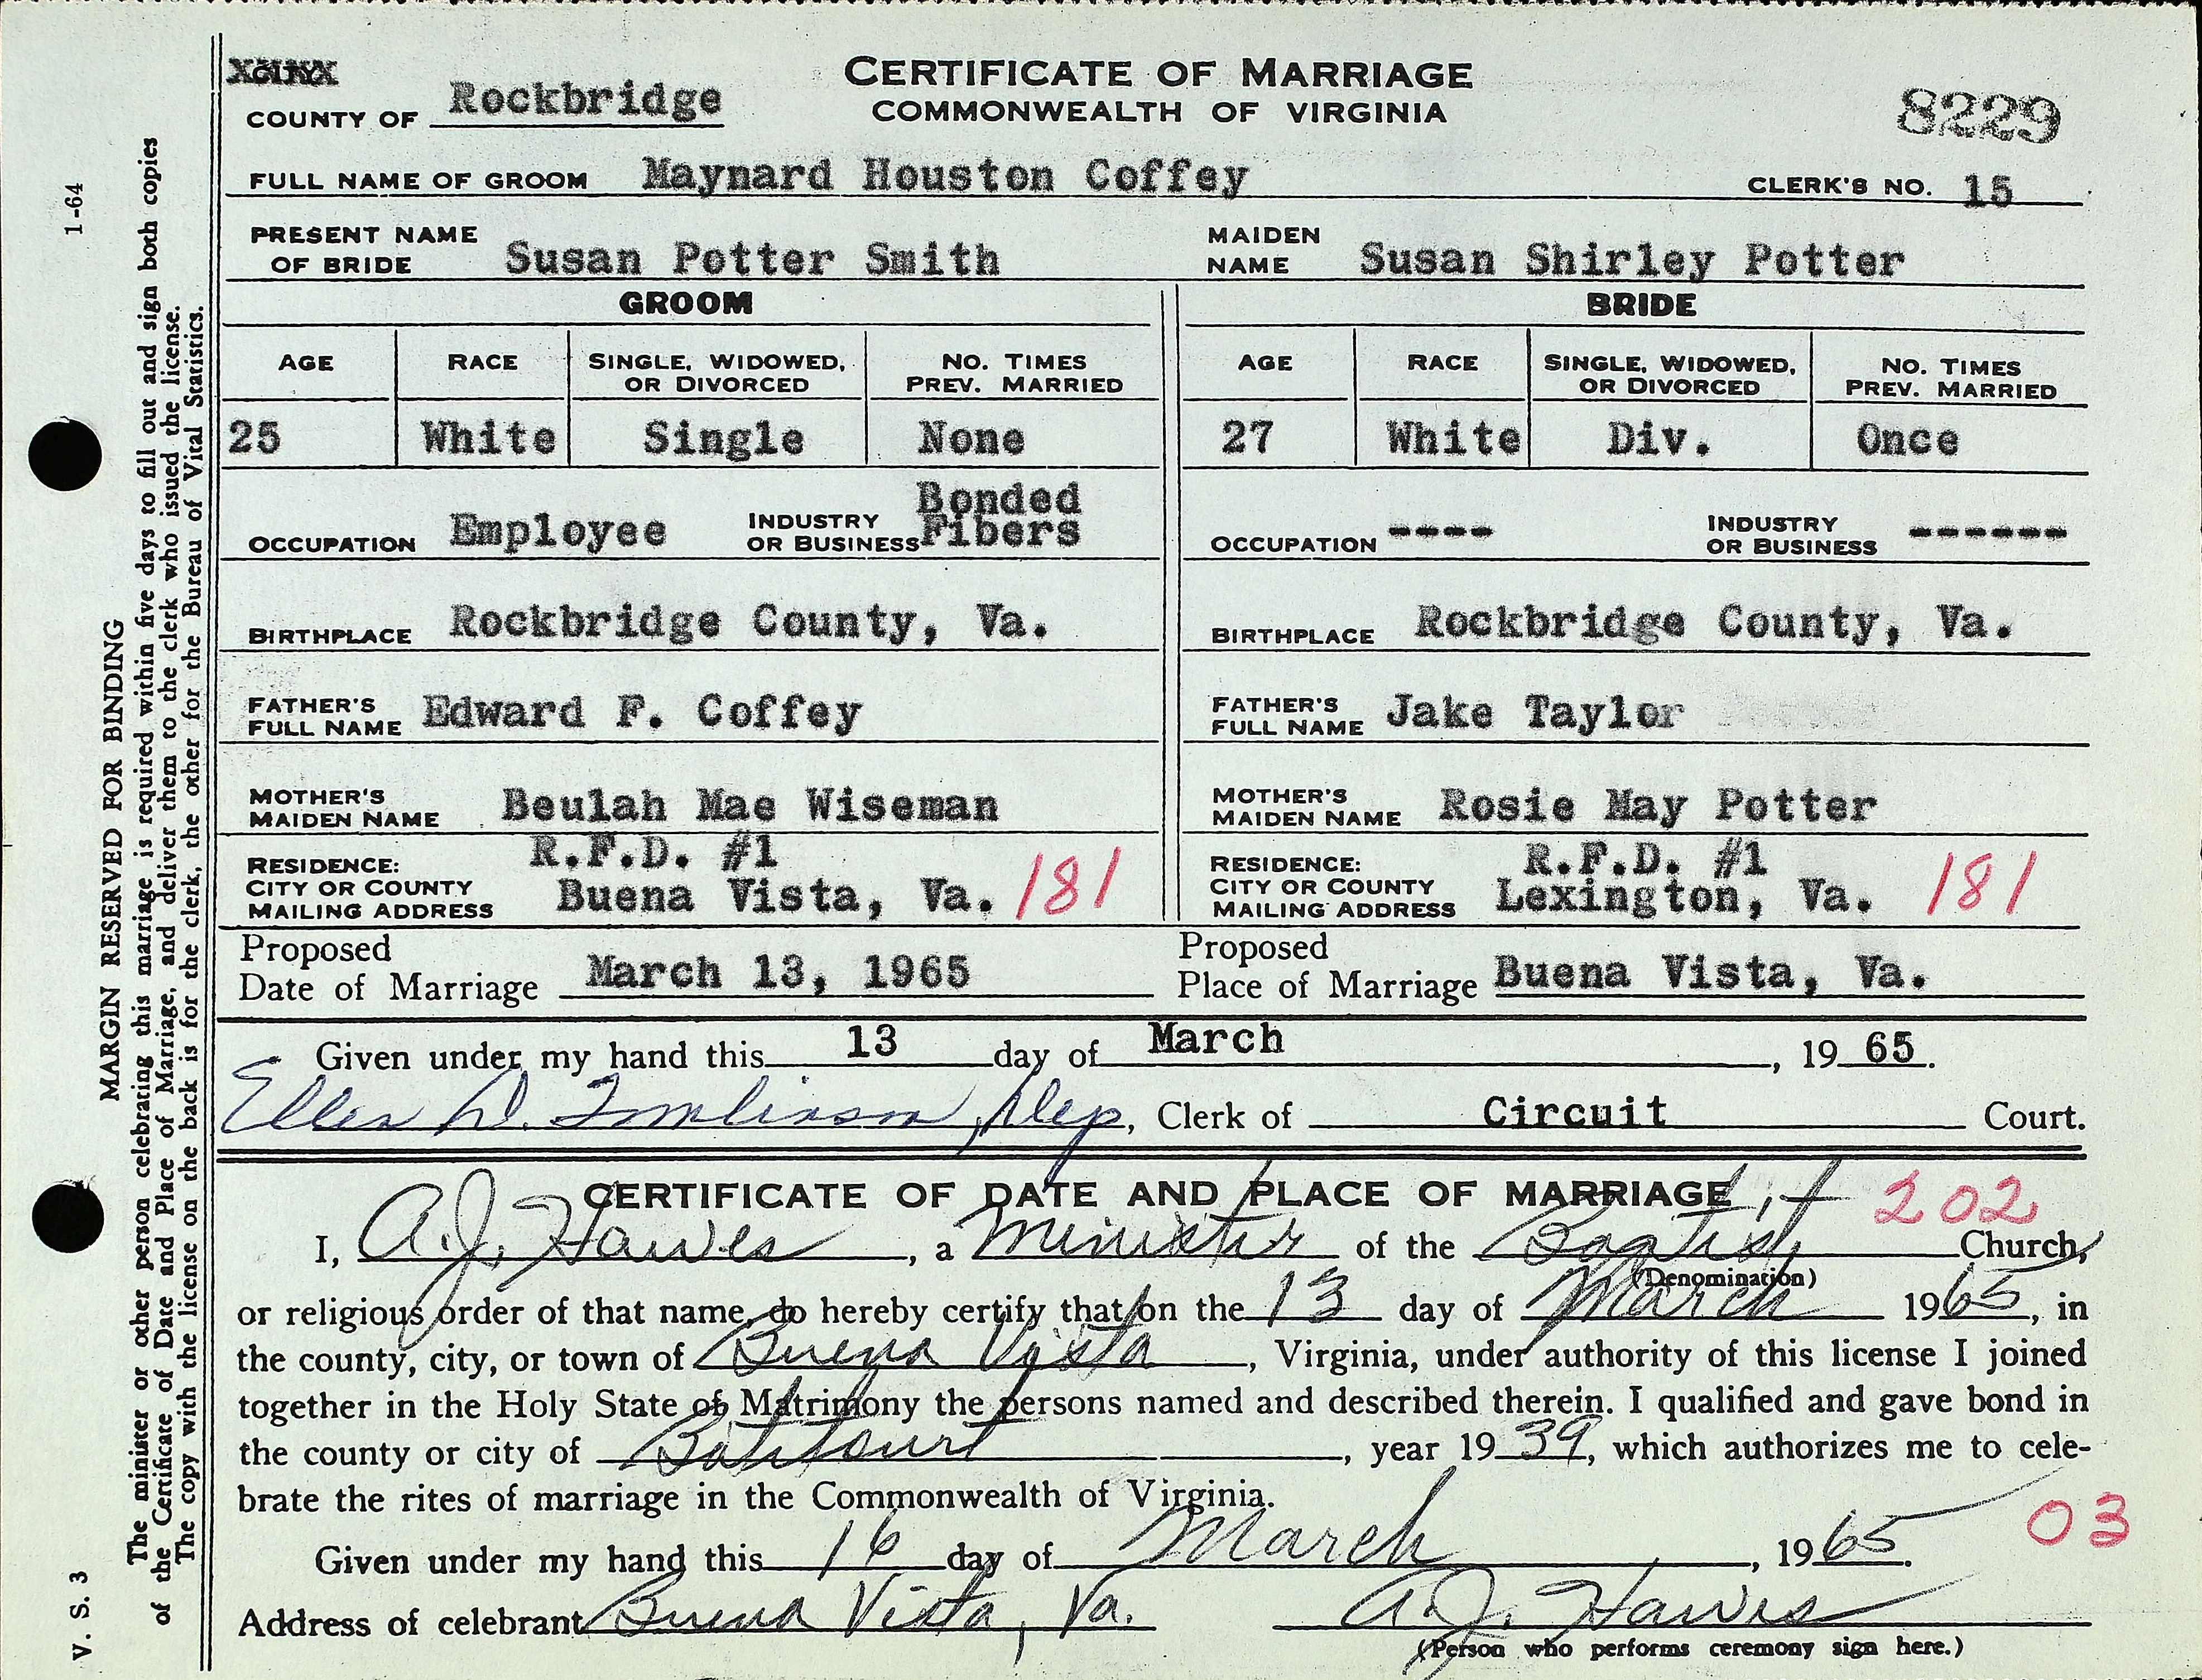 XCITYX
COUNTY OF Rockbridge
CERTIFICATE OF MARRIAGE
COMMONWEALTH OF VIRGINIA
8229
FULL NAME OF GROOM Maynard Houston Coffey CLERK'S NO. 15
PRESENT NAME OF BRIDE Susan Potter Smith MAIDEN NAME Susan Shirley Potter
GROOM BRIDE
AGE RACE SINGLE, WIDOWED, OR DIVORCED NO. TIMES PREV. MARRIED AGE RACE SINGLE, WIDOWED, OR DIVORCED NO. TIMES PREV. MARRIED
25 White Single None 27 White Div. Once
OCCUPATION Employee INDUSTRY OR BUSINESS Bonded Fibers OCCUPATION ---- INDUSTRY OR BUSINESS ------
BIRTHPLACE Rockbridge County, Va. BIRTHPLACE Rockbridge County, Va.
FATHER'S FULL NAME Edward F. Coffey FATHER'S FULL NAME Jake Taylor
MOTHER'S MAIDEN NAME Beulah Mae Wiseman MOTHER'S MAIDEN NAME Rosie May Potter
RESIDENCE: CITY OR COUNTY MAILING ADDRESS R.F.D. #1 Buena Vista, Va. 181 RESIDENCE: CITY OR COUNTY MAILING ADDRESS R.F.D. #1 Lexington, Va. 181
Proposed Date of Marriage March 13, 1965 Proposed Place of Marriage Buena Vista, Va.
Given under my hand this 13 day of March, 19 65.
Ellen D. Tomlinson, Dep, Clerk of Circuit Court.
CERTIFICATE OF DATE AND PLACE OF MARRIAGE 202
I, A.J. Hawes, a Minister of the Baptist Church,
(Denomination)
or religious order of that name, do hereby certify that on the 13 day of March 1965, in
the county, city, or town of Buena Vista, Virginia, under authority of this license I joined
together in the Holy State of Matrimony the persons named and described therein. I qualified and gave bond in
the county or city of Botitourt, year 1939, which authorizes me to cele-
brate the rites of marriage in the Commonwealth of Virginia.
03
Given under my hand this 16 day of March, 1965.
Address of celebrant Buena Vista, Va. A.J. Hawes
(Person who performs ceremony sign here.)
V. S. 3 1-64
MARGIN RESERVED FOR BINDING
The minister or other person celebrating this marriage is required within five days to fill out and sign both copies
of the Certificate of Date and Place of Marriage, and deliver them to the clerk who issued the license.
The copy with the license on the back is for the clerk, the other for the Bureau of Vital Statistics.